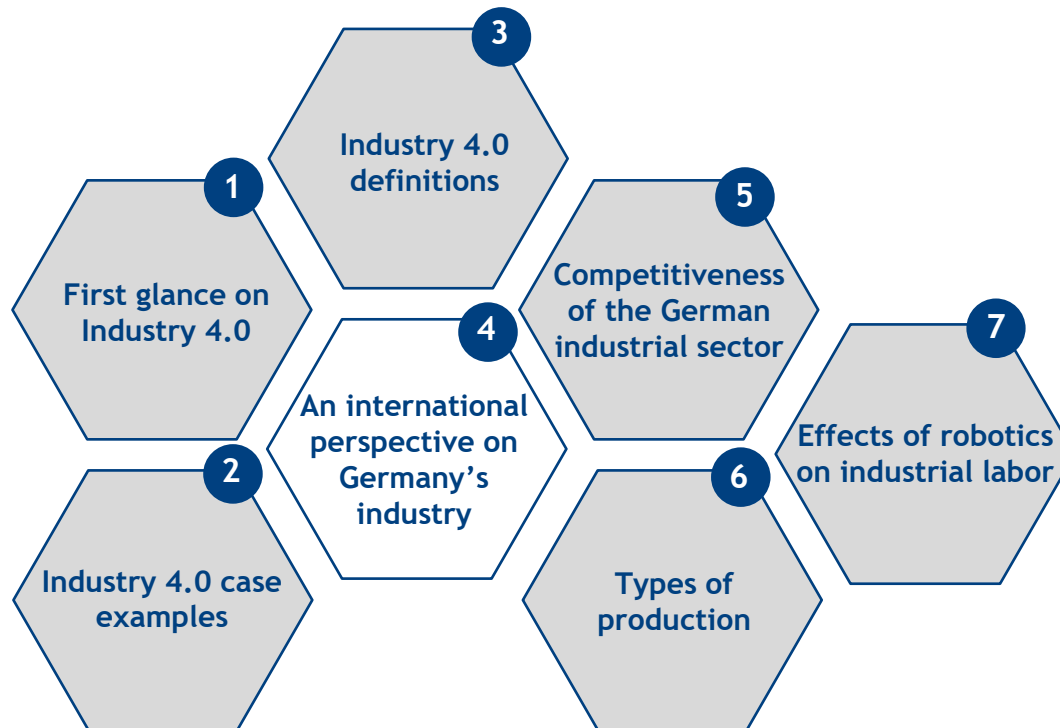 1
First glance on
Industry 4.0
2
Industry 4.0 case
examples
3
Industry 4.0
definitions
4
An international
perspective on
Germany’s
industry
5
Competitiveness
of the German
industrial sector
6
Types of
production
7
Effects of robotics
on industrial labor